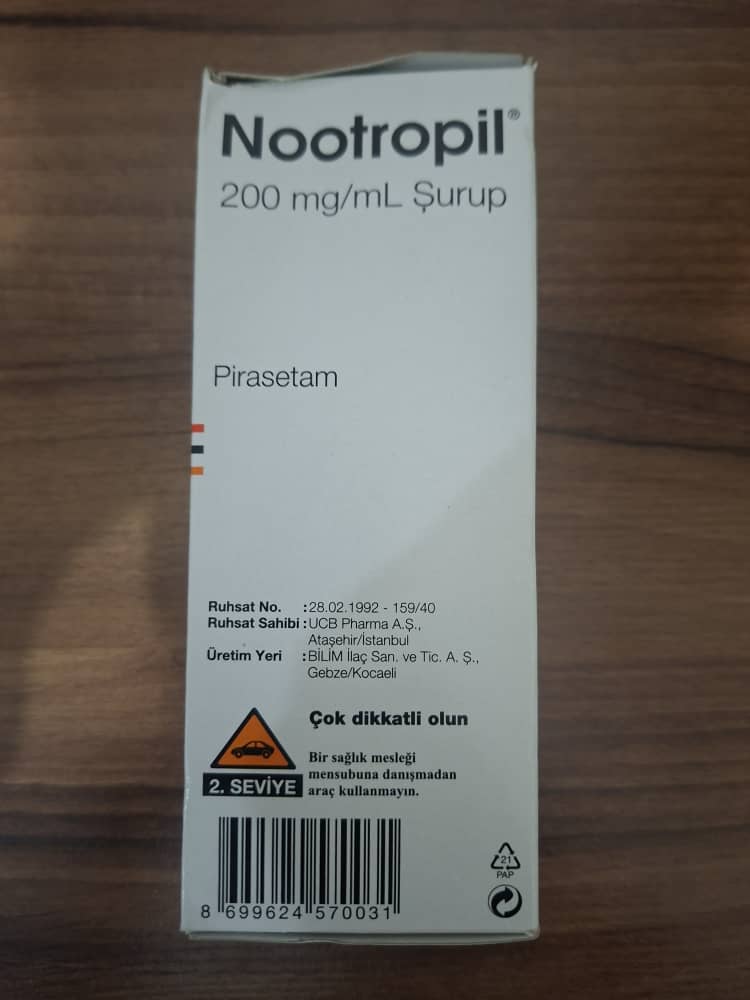 Nootropil®
200 mg/mL Şurup
Pirasetam
Ruhsat No. : 28.02.1992 - 159/40
Ruhsat Sahibi : UCB Pharma A.Ş.,
Ataşehir/İstanbul
Üretim Yeri : BİLİM İlaç San. ve Tic. A. Ş.,
Gebze/Kocaeli
Çok dikkatli olun
Bir sağlık mesleği
mensubuna danışmadan
araç kullanmayın.
2. SEVİYE
21
PAP
8 699624 570031